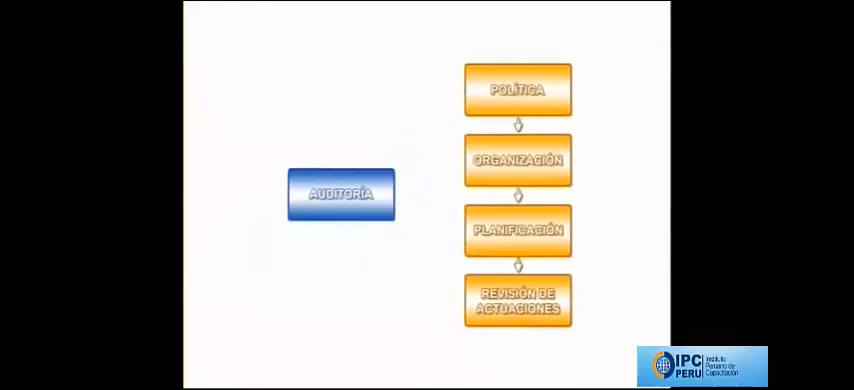 POLÍTICA
ORGANIZACIÓN
AUDITORÍA
PLANIFICACIÓN
REVISIÓN DE
ACTUACIONES
IPC
PERU
Instituto
Peruano de
Capacitación